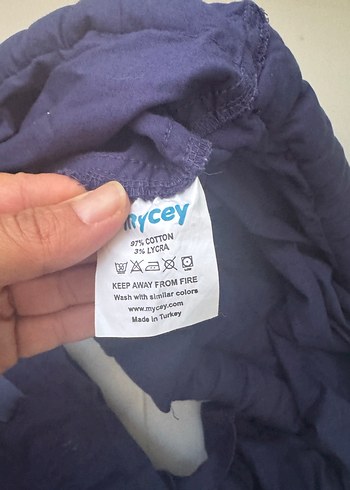 mycey
97% COTTON
3% LYCRA
KEEP AWAY FROM FIRE
Wash with similar colors
www.mycey.com
Made in Turkey